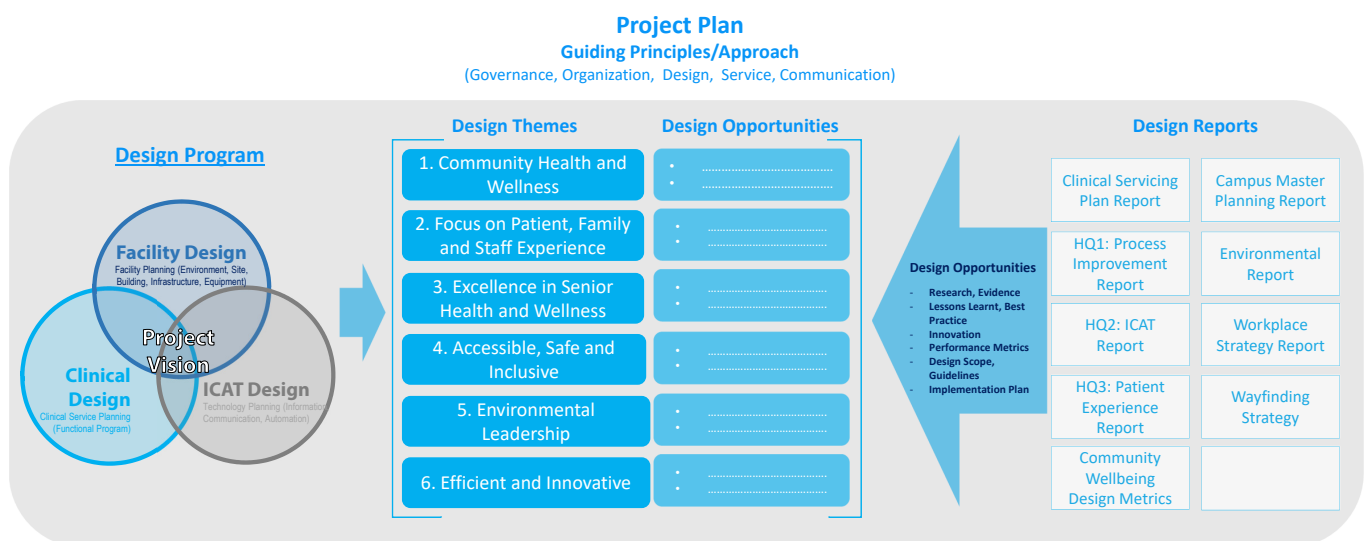 Project Plan
Guiding Principles/Approach
(Governance, Organization, Design, Service, Communication)
Design Program
Facility Design
Facility Planning (Environment, Site,
Building, Infrastructure, Equipment)
Project
Vision
Clinical
Design
Clinical Service Planning
(Functional Program)
ICAT Design
Technology Planning (Information
Communication, Automation)
Design Themes
Design Opportunities
1. Community Health and
Wellness
• ........................................
• ........................................
2. Focus on Patient, Family
and Staff Experience
• ....................................
• ....................................
3. Excellence in Senior
Health and Wellness
• ....................................
• ....................................
4. Accessible, Safe and
Inclusive
• ....................................
• ....................................
5. Environmental
Leadership
• ....................................
• ....................................
6. Efficient and Innovative
• ....................................
• ....................................
Design Opportunities
- Research, Evidence
- Lessons Learnt, Best
Practice
- Innovation
- Performance Metrics
- Design Scope,
Guidelines
- Implementation Plan
Design Reports
Clinical Servicing
Plan Report
Campus Master
Planning Report
HQ1: Process
Improvement
Report
Environmental
Report
HQ2: ICAT
Report
Workplace
Strategy Report
HQ3: Patient
Experience
Report
Wayfinding
Strategy
Community
Wellbeing
Design Metrics